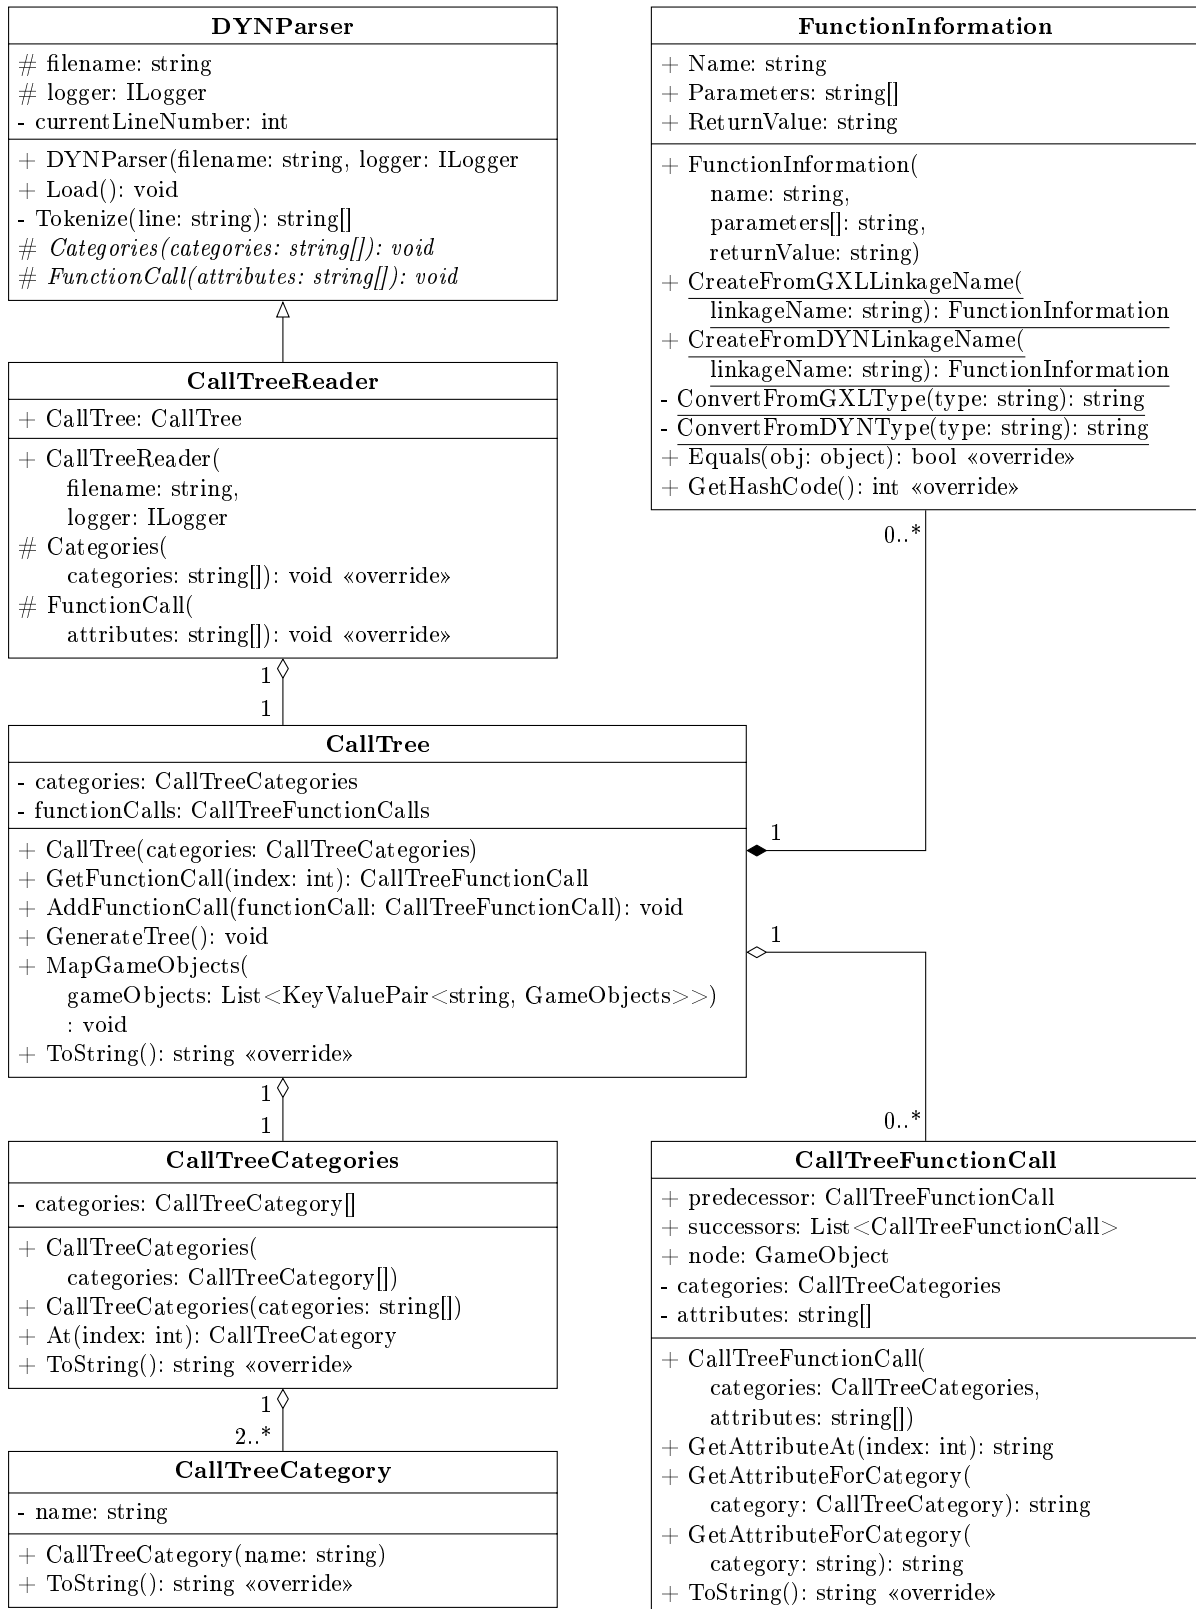 DYNParser
# filename: string
# logger: ILogger
- currentLineNumber: int
+ DYNParser(filename: string, logger: ILogger
+ Load(): void
- Tokenize(line: string): string[]
# Categories(categories: string[]): void
# FunctionCall(attributes: string[]): void
FunctionInformation
+ Name: string
+ Parameters: string[]
+ ReturnValue: string
+ FunctionInformation(
name: string,
parameters[]: string,
returnValue: string)
+ CreateFromGXLLinkageName(
linkageName: string): FunctionInformation
+ CreateFromDYNLinkageName(
linkageName: string): FunctionInformation
- ConvertFromGXLType(type: string): string
- ConvertFromDYNType(type: string): string
+ Equals(obj: object): bool «override»
+ GetHashCode(): int «override»
0..*
CallTreeReader
+ CallTree: CallTree
+ CallTreeReader(
filename: string,
logger: ILogger
# Categories(
categories: string[]): void «override»
# FunctionCall(
attributes: string[]): void «override»
1
1
CallTree
- categories: CallTreeCategories
- functionCalls: CallTreeFunctionCalls
+ CallTree(categories: CallTreeCategories)
+ GetFunctionCall(index: int): CallTreeFunctionCall
+ AddFunctionCall(functionCall: CallTreeFunctionCall): void
+ GenerateTree(): void
+ MapGameObjects(
gameObjects: List<KeyValuePair<string, GameObjects>>)
: void
+ ToString(): string «override»
1
1
0..*
1
1
CallTreeCategories
- categories: CallTreeCategory[]
+ CallTreeCategories(
categories: CallTreeCategory[])
+ CallTreeCategories(categories: string[])
+ At(index: int): CallTreeCategory
+ ToString(): string «override»
1
2..*
CallTreeCategory
- name: string
+ CallTreeCategory(name: string)
+ ToString(): string «override»
CallTreeFunctionCall
+ predecessor: CallTreeFunctionCall
+ successors: List<CallTreeFunctionCall>
+ node: GameObject
- categories: CallTreeCategories
- attributes: string[]
+ CallTreeFunctionCall(
categories: CallTreeCategories,
attributes: string[])
+ GetAttributeAt(index: int): string
+ GetAttributeForCategory(
category: CallTreeCategory): string
+ GetAttributeForCategory(
category: string): string
+ ToString(): string «override»